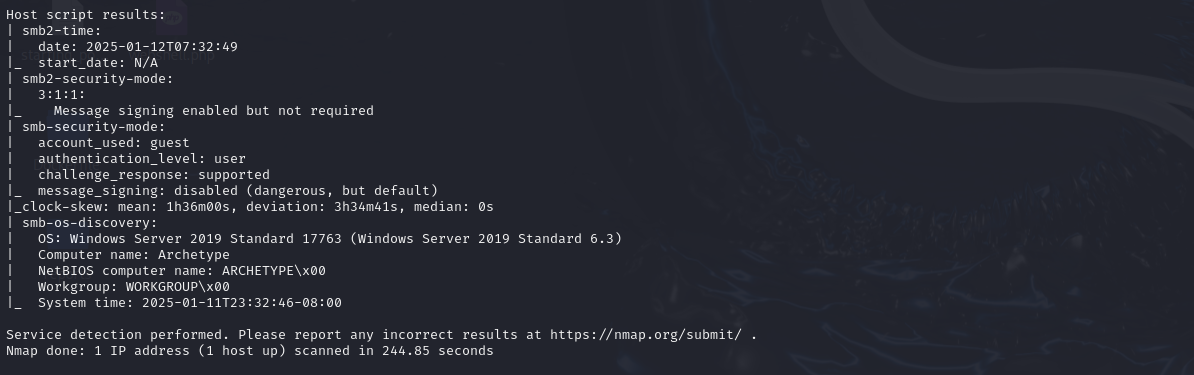 Host script results:
| smb2-time:
|   date: 2025-01-12T07:32:49
|_  start_date: N/A
| smb2-security-mode:
|   3:1:1:
|_    Message signing enabled but not required
| smb-security-mode:
|   account_used: guest
|   authentication_level: user
|   challenge_response: supported
|_  message_signing: disabled (dangerous, but default)
|_clock-skew: mean: 1h36m00s, deviation: 3h34m41s, median: 0s
| smb-os-discovery:
|   OS: Windows Server 2019 Standard 17763 (Windows Server 2019 Standard 6.3)
|   Computer name: Archetype
|   NetBIOS computer name: ARCHETYPE\x00
|   Workgroup: WORKGROUP\x00
|_  System time: 2025-01-11T23:32:46-08:00
Service detection performed. Please report any incorrect results at https://nmap.org/submit/ .
Nmap done: 1 IP address (1 host up) scanned in 244.85 seconds